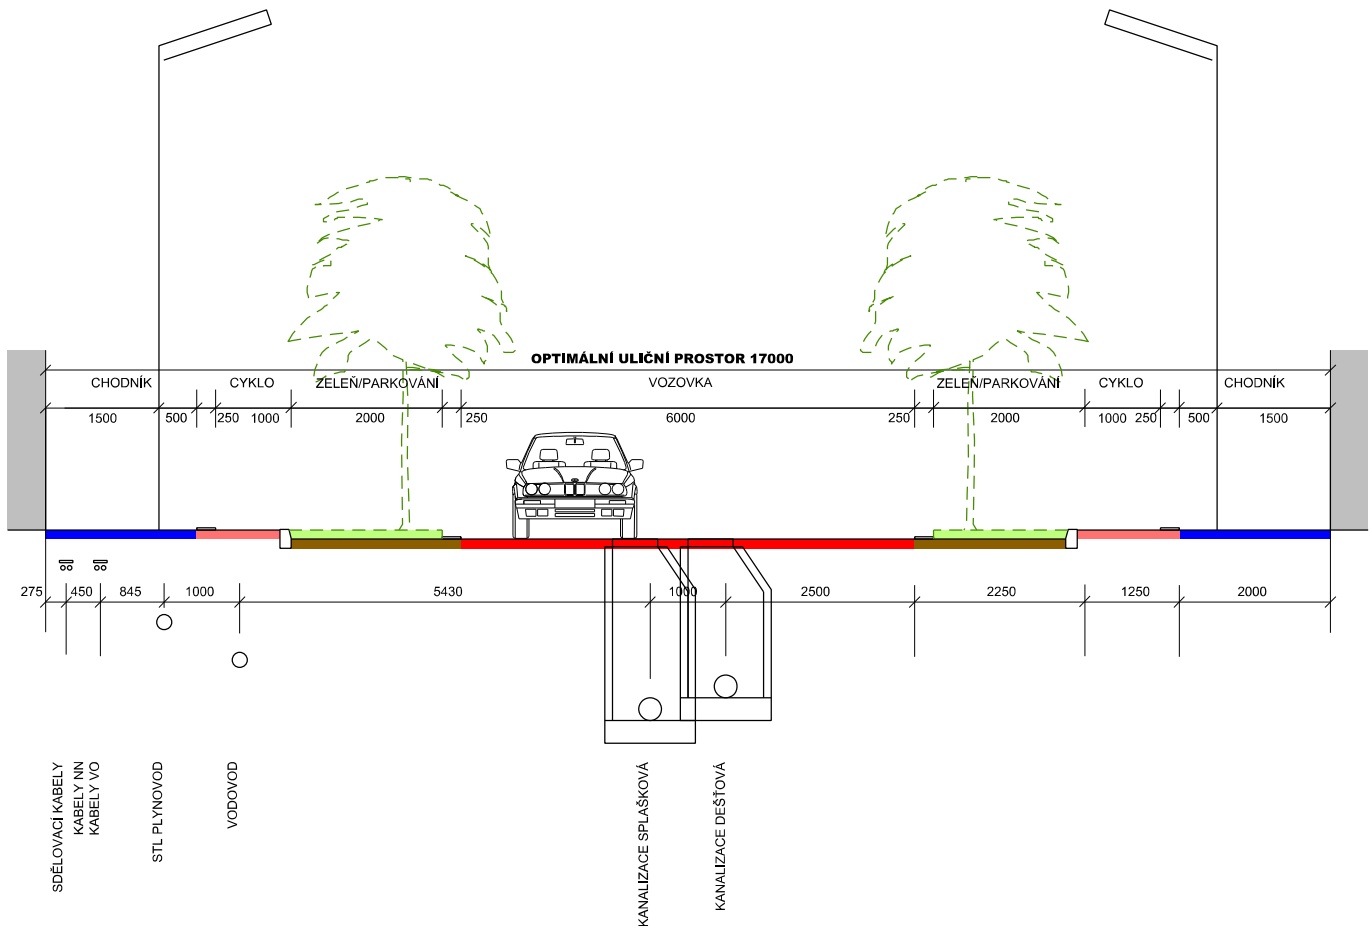 OPTIMÁLNÍ ULIČNÍ PROSTOR 17000
CHODNÍK CYKLO ZELEŇ/PARKOVÁNÍ VOZOVKA ZELEŇ/PARKOVÁNÍ CYKLO CHODNÍK
1500 500 250 1000 2000 250 6000 250 2000 1000 250 500 1500
275 450 845 1000 5430 1000 2500 2250 1250 2000
SDĚLOVACÍ KABELY
KABELY NN
KABELY VO
STL PLYNOVOD
VODOVOD
KANALIZACE SPLAŠKOVÁ
KANALIZACE DEŠŤOVÁ